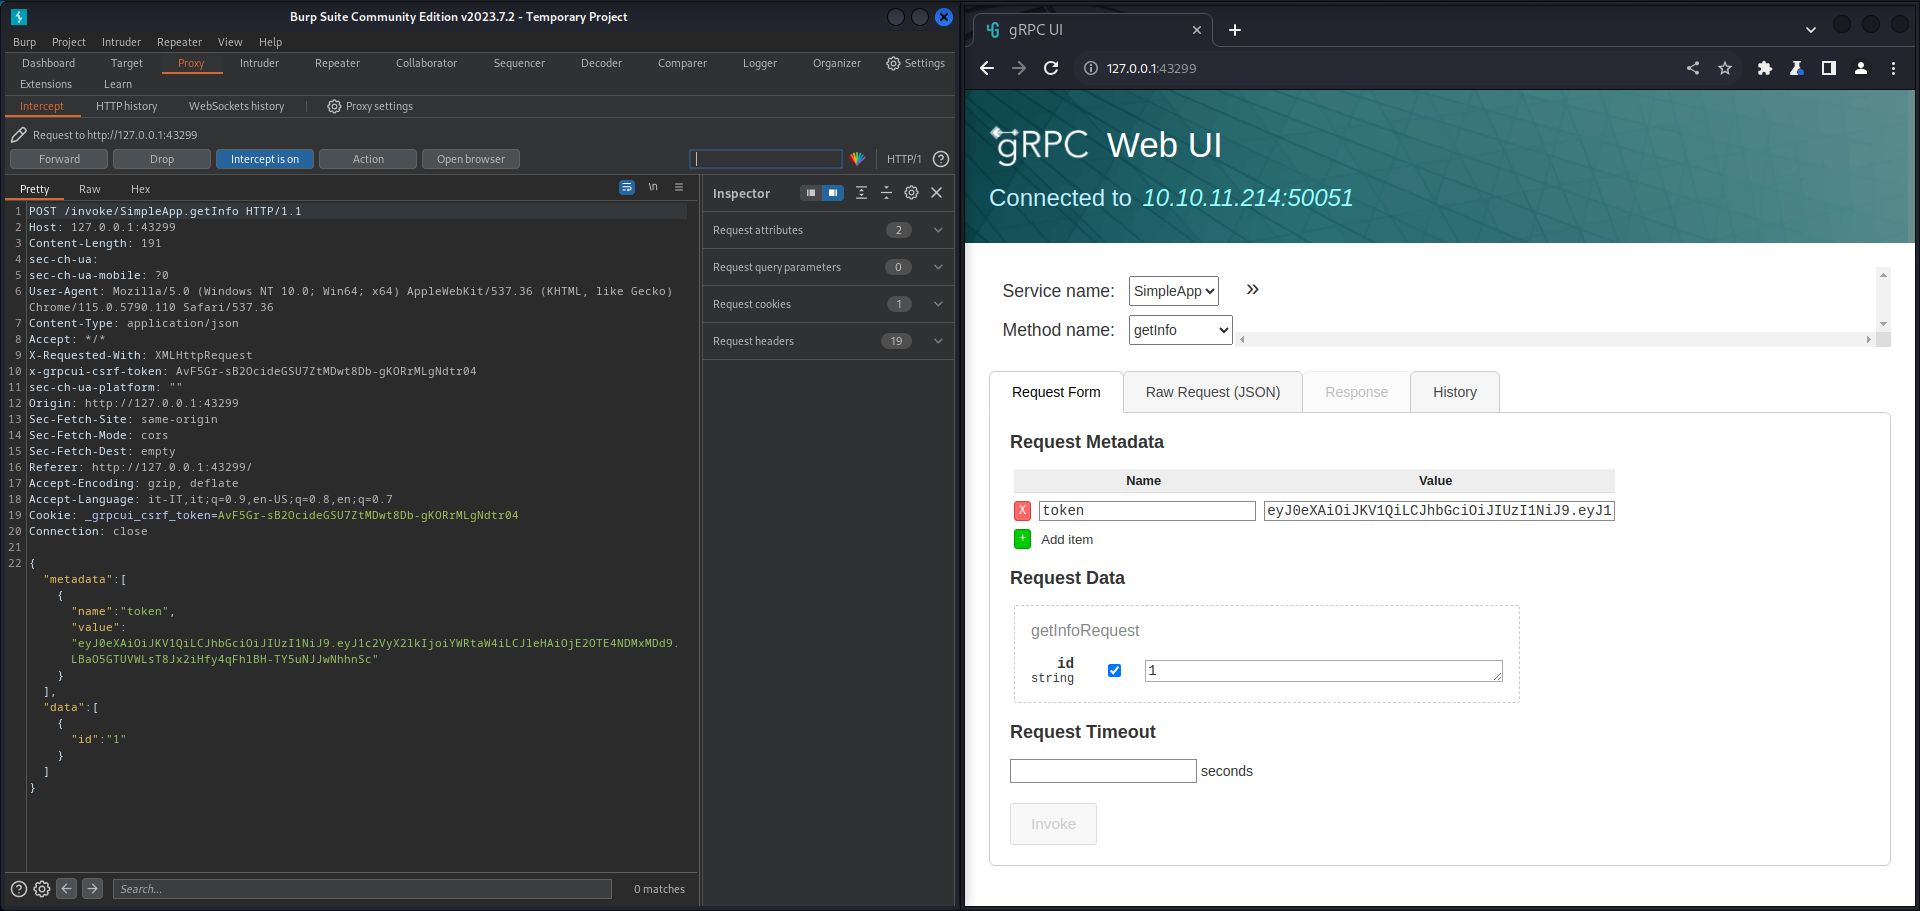 Burp Suite Community Edition v2023.7.2 - Temporary Project
Burp Project Intruder Repeater View Help
Dashboard Target Proxy Intruder Repeater Collaborator Sequencer Decoder Comparer Logger Organizer Settings
Extensions Learn
Intercept HTTP history WebSockets history Proxy settings
Request to http://127.0.0.1:43299
Forward Drop Intercept is on Action Open browser HTTP/1
Pretty Raw Hex \n
1 POST /invoke/SimpleApp.getInfo HTTP/1.1
2 Host: 127.0.0.1:43299
3 Content-Length: 191
4 sec-ch-ua:
5 sec-ch-ua-mobile: ?0
6 User-Agent: Mozilla/5.0 (Windows NT 10.0; Win64; x64) AppleWebKit/537.36 (KHTML, like Gecko)
Chrome/115.0.5790.110 Safari/537.36
7 Content-Type: application/json
8 Accept: */*
9 X-Requested-With: XMLHttpRequest
10 x-grpcui-csrf-token: AvF5Gr-sB2OcideGSU7ZtMDwt8Db-gKORrMLgNdtr04
11 sec-ch-ua-platform: ""
12 Origin: http://127.0.0.1:43299
13 Sec-Fetch-Site: same-origin
14 Sec-Fetch-Mode: cors
15 Sec-Fetch-Dest: empty
16 Referer: http://127.0.0.1:43299/
17 Accept-Encoding: gzip, deflate
18 Accept-Language: it-IT,it;q=0.9,en-US;q=0.8,en;q=0.7
19 Cookie: _grpcui_csrf_token=AvF5Gr-sB2OcideGSU7ZtMDwt8Db-gKORrMLgNdtr04
20 Connection: close
21
22 {
"metadata":[
{
"name":"token",
"value":
"eyJ0eXAiOiJKV1QiLCJhbGciOiJIUzI1NiJ9.eyJ1c2VyX2lkIjoiYWRtaW4iLCJleHAiOjE2OTE4NDMxMDd9.
LBaO5GTUVWLsT8Jx2iHfy4qFhlBH-TY5uNJJwNhhnSc"
}
],
"data":[
{
"id":"1"
}
]
}
Search... 0 matches
Inspector
Request attributes 2
Request query parameters 0
Request cookies 1
Request headers 19
gRPC UI
127.0.0.1:43299
gRPC Web UI
Connected to 10.10.11.214:50051
Service name: SimpleApp »
Method name: getInfo
Request Form Raw Request (JSON) Response History
Request Metadata
Name Value
X token eyJ0eXAiOiJKV1QiLCJhbGciOiJIUzI1NiJ9.eyJ1
+ Add item
Request Data
getInfoRequest
id 1
string
Request Timeout
seconds
Invoke